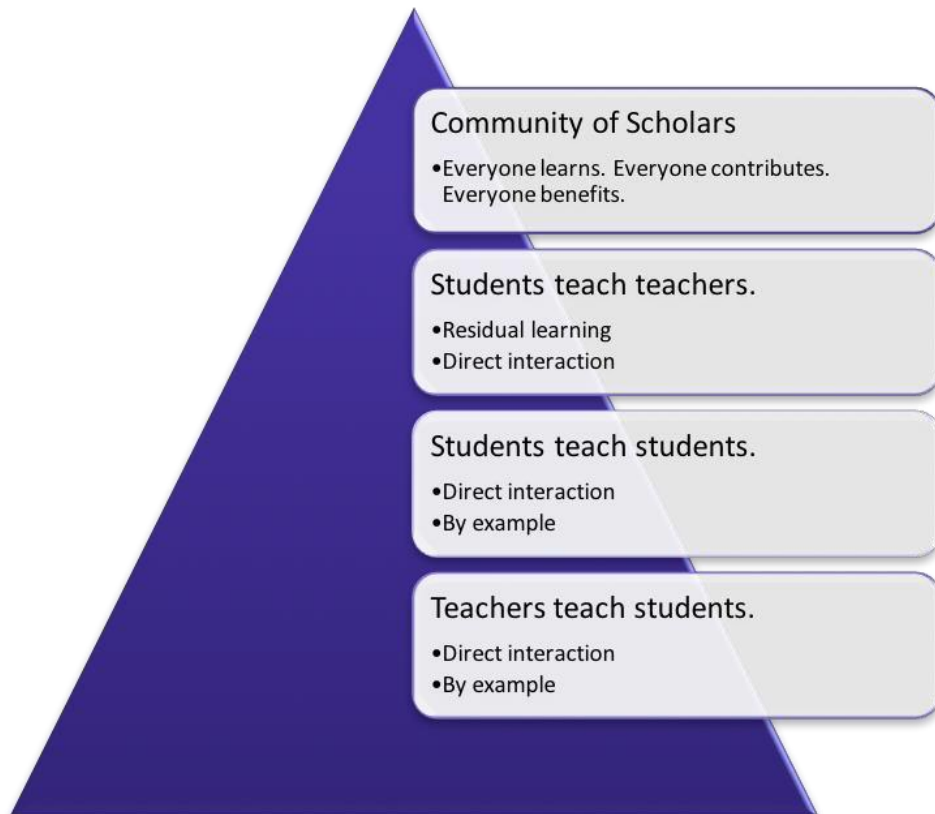 Community of Scholars
•Everyone learns. Everyone contributes.
Everyone benefits.
Students teach teachers.
•Residual learning
•Direct interaction
Students teach students.
•Direct interaction
•By example
Teachers teach students.
•Direct interaction
•By example